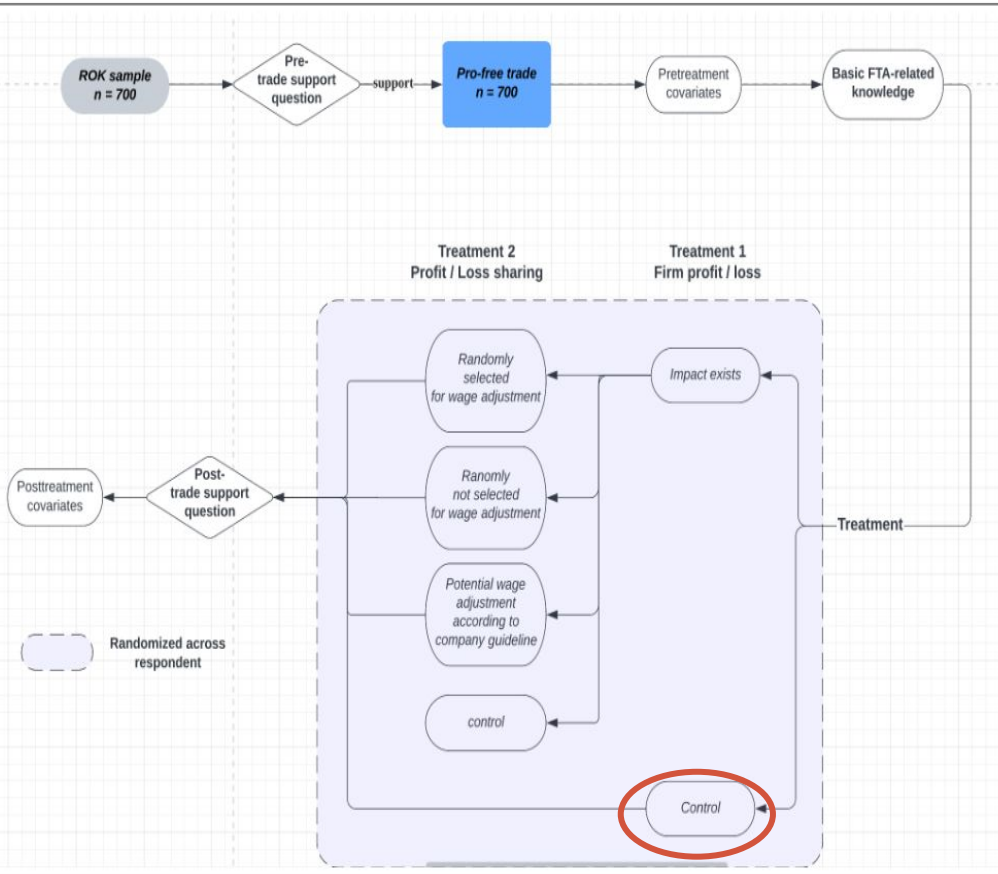 ROK sample
n = 700
Pre-
trade support
question
support
Pro-free trade
n = 700
Pretreatment
covariates
Basic FTA-related
knowledge
Treatment 2
Profit / Loss sharing
Treatment 1
Firm profit / loss
Randomly
selected
for wage adjustment
Impact exists
Ranomly
not selected
for wage adjustment
Posttreatment
covariates
Post-
trade support
question
Treatment
Potential wage
adjustment
according to
company guideline
Randomized across
respondent
control
Control